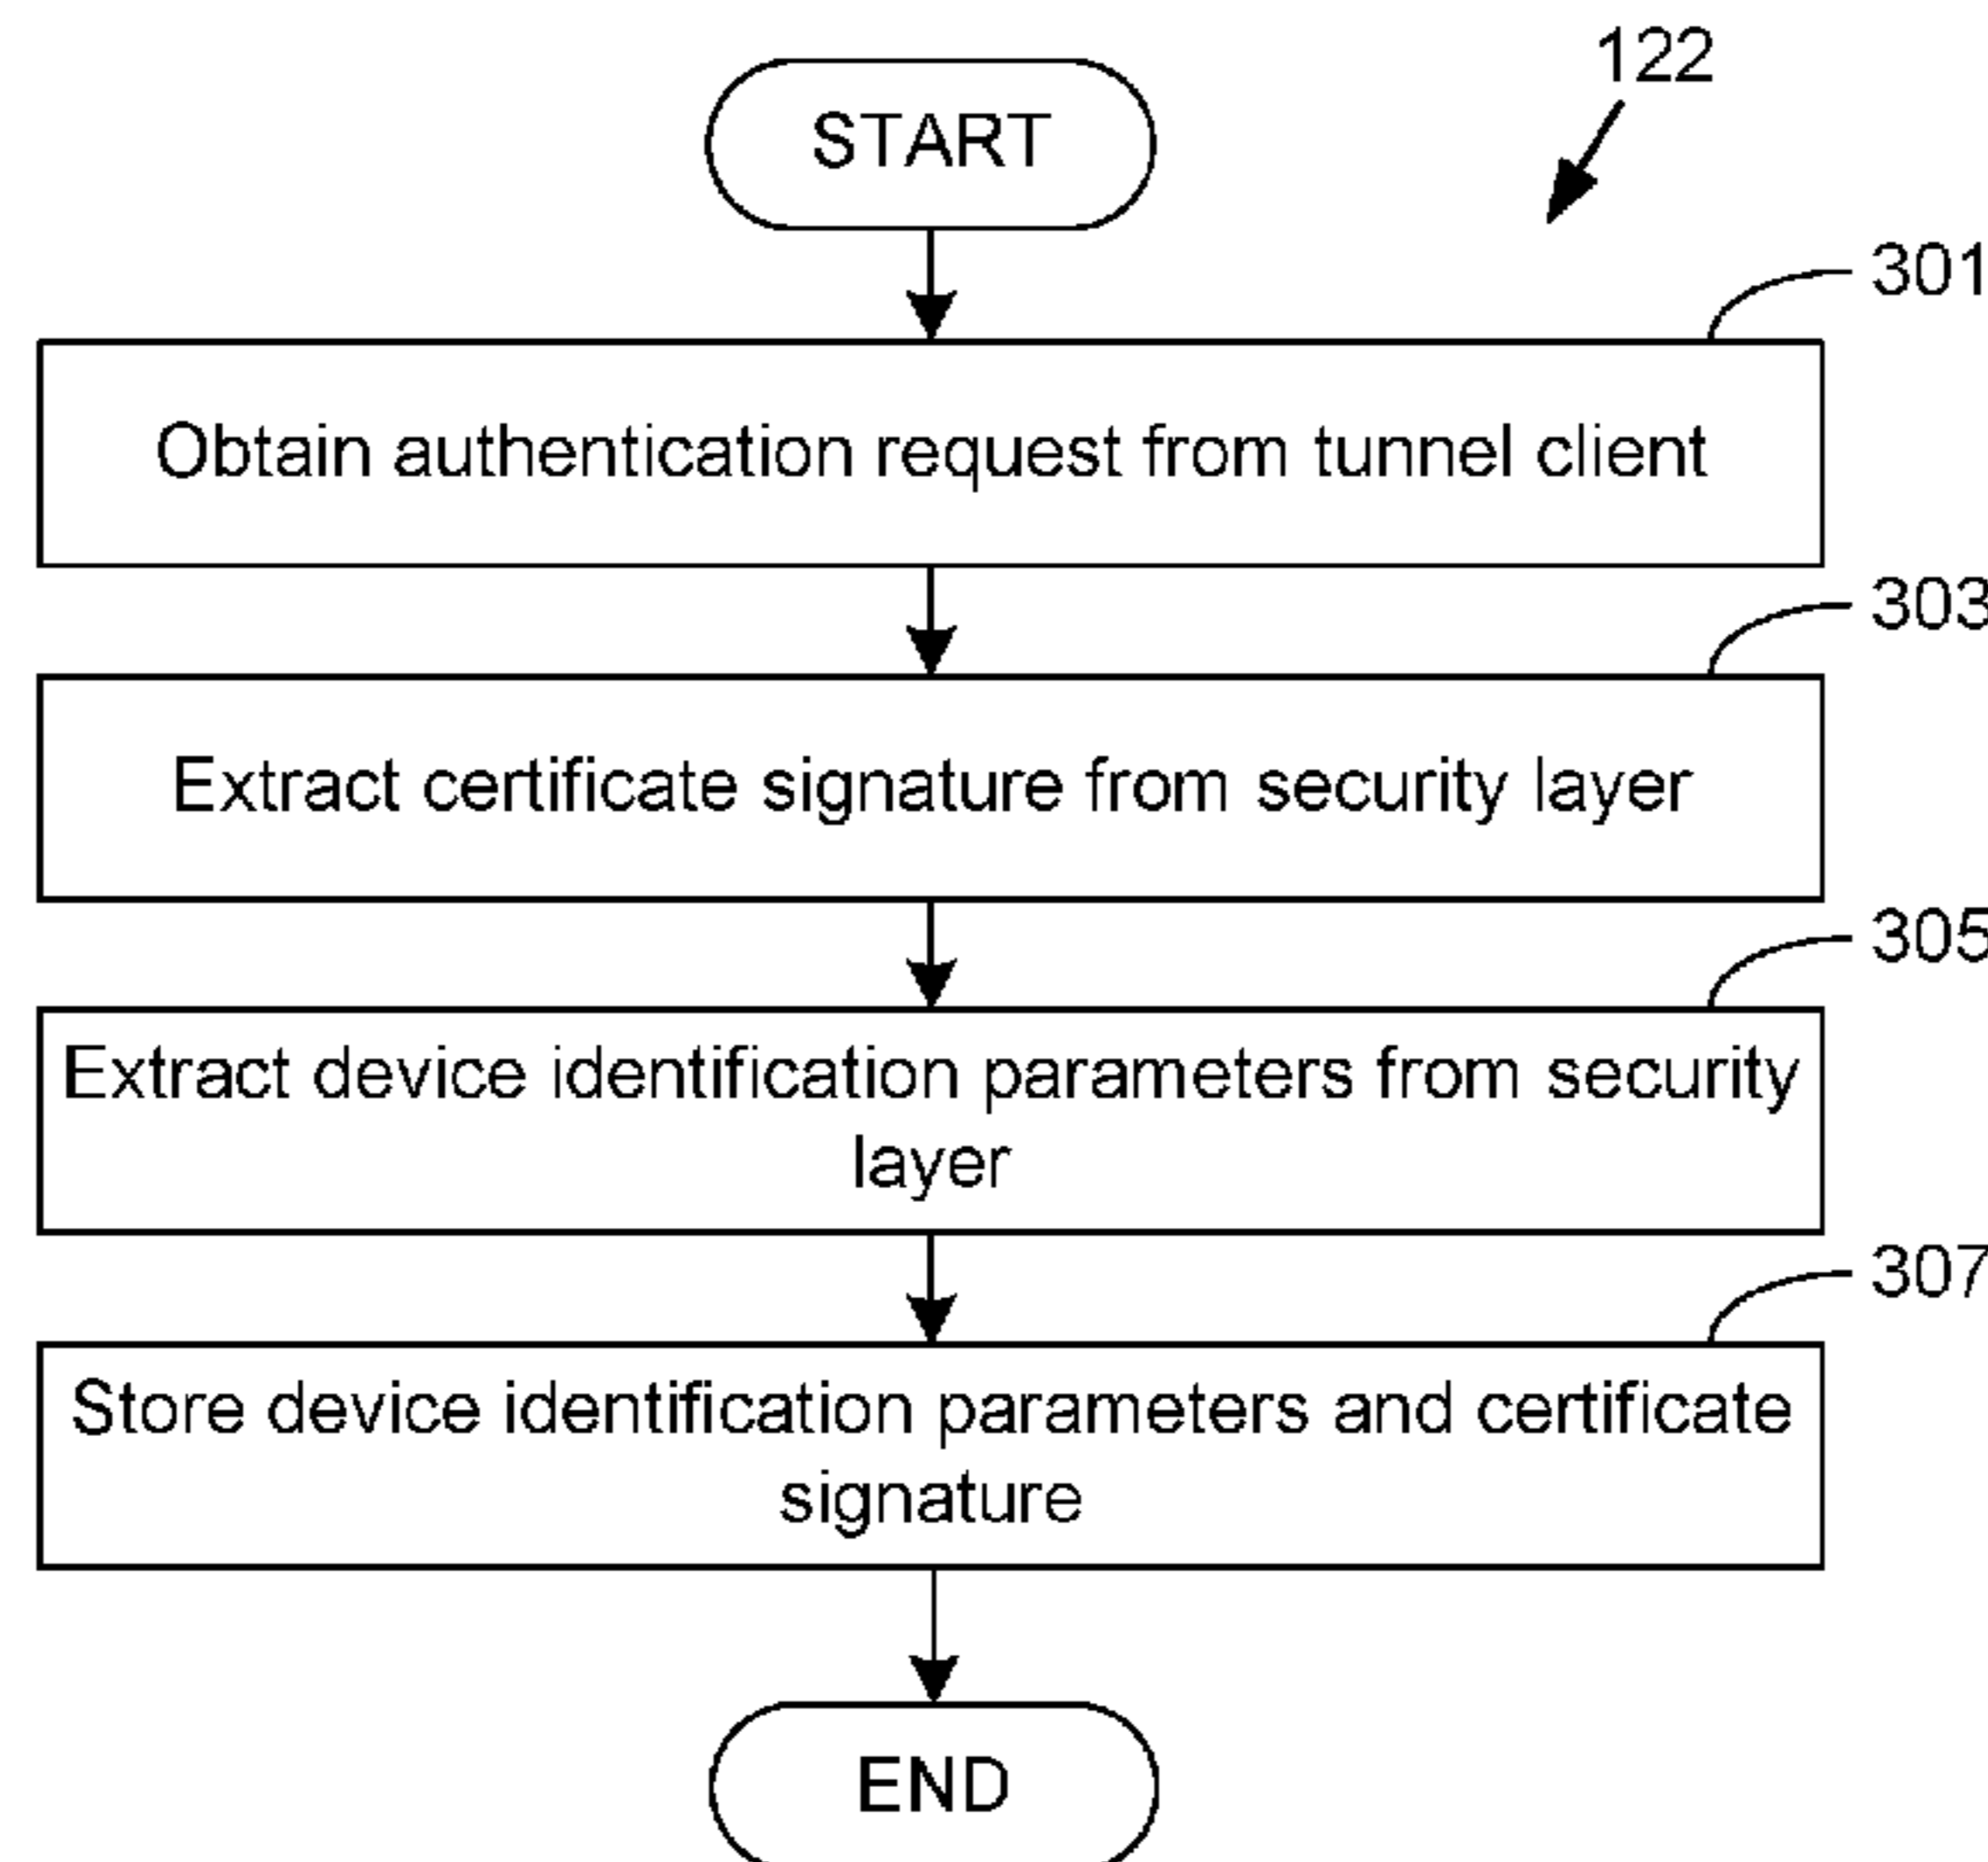 122
START
301
Obtain authentication request from tunnel client
303
Extract certificate signature from security layer
305
Extract device identification parameters from security
layer
307
Store device identification parameters and certificate
signature
END